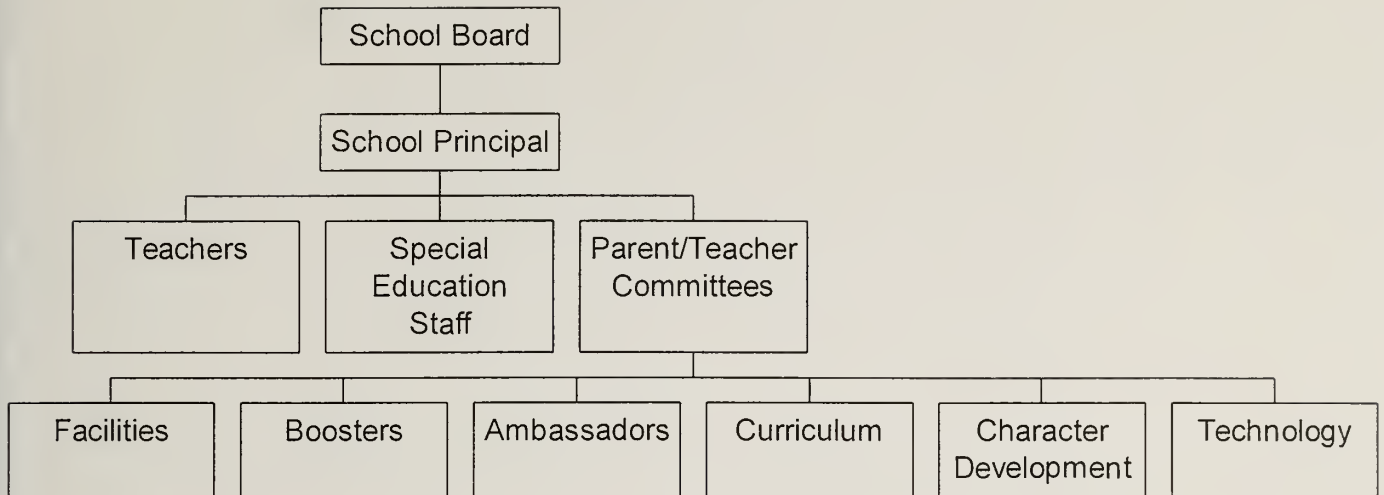 School Board
School Principal
Teachers
Special
Education
Staff
Parent/Teacher
Committees
Facilities
Boosters
Ambassadors
Curriculum
Character
Development
Technology